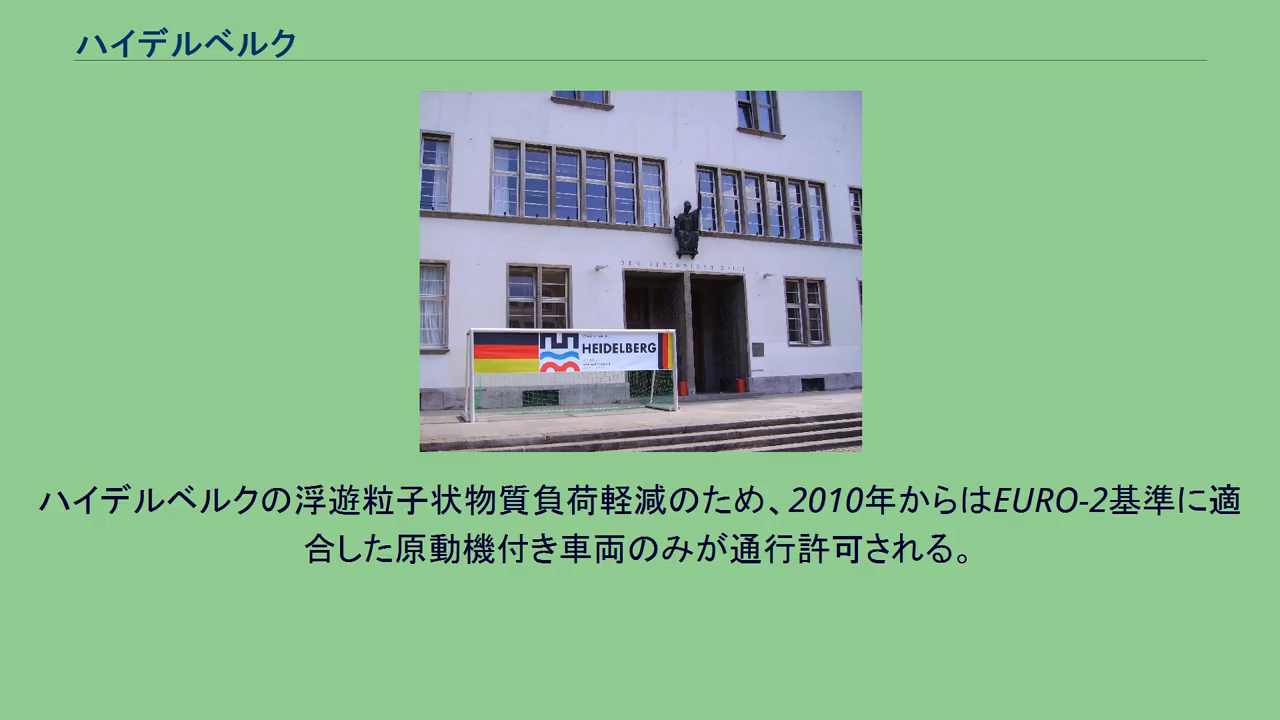 ハイデルベルク
HEIDELBERG
ハイデルベルクの浮遊粒子状物質負荷軽減のため、2010年からはEURO-2基準に適
合した原動機付き車両のみが通行許可される。